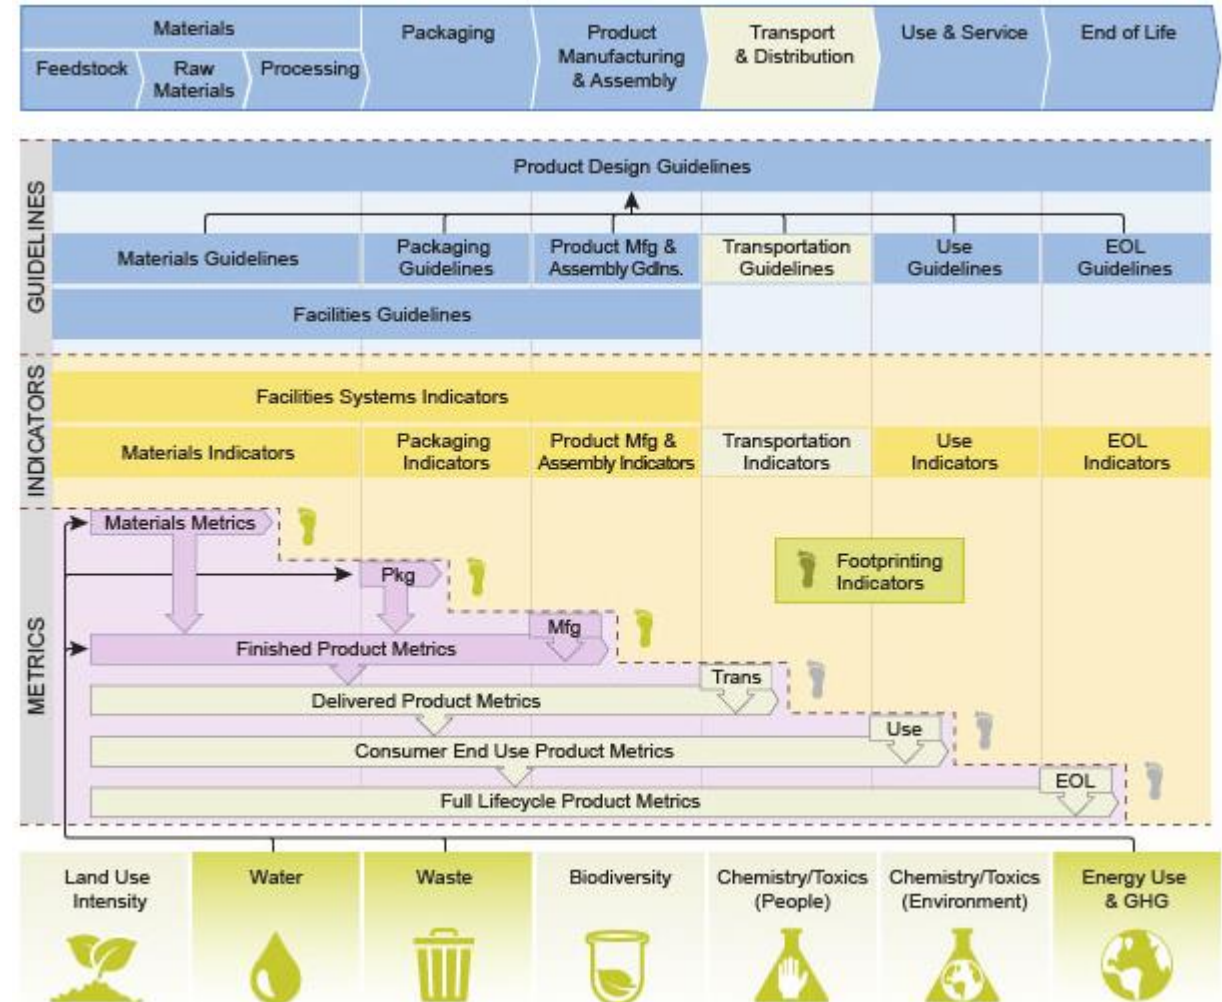 Materials
Packaging
Product
Manufacturing
& Assembly
Transport
& Distribution
Use & Service
End of Life
Feedstock
Raw
Materials
Processing
GUIDELINES
Product Design Guidelines
Materials Guidelines
Packaging
Guidelines
Product Mfg &
Assembly Gdlns.
Transportation
Guidelines
Use
Guidelines
EOL
Guidelines
Facilities Guidelines
INDICATORS
Facilities Systems Indicators
Materials Indicators
Packaging
Indicators
Product Mfg &
Assembly Indicators
Transportation
Indicators
Use
Indicators
EOL
Indicators
METRICS
Materials Metrics
Footprinting
Indicators
Pkg
Mfg
Finished Product Metrics
Trans
Delivered Product Metrics
Use
Consumer End Use Product Metrics
EOL
Full Lifecycle Product Metrics
Land Use
Intensity
Water
Waste
Biodiversity
Chemistry/Toxics
(People)
Chemistry/Toxics
(Environment)
Energy Use
& GHG